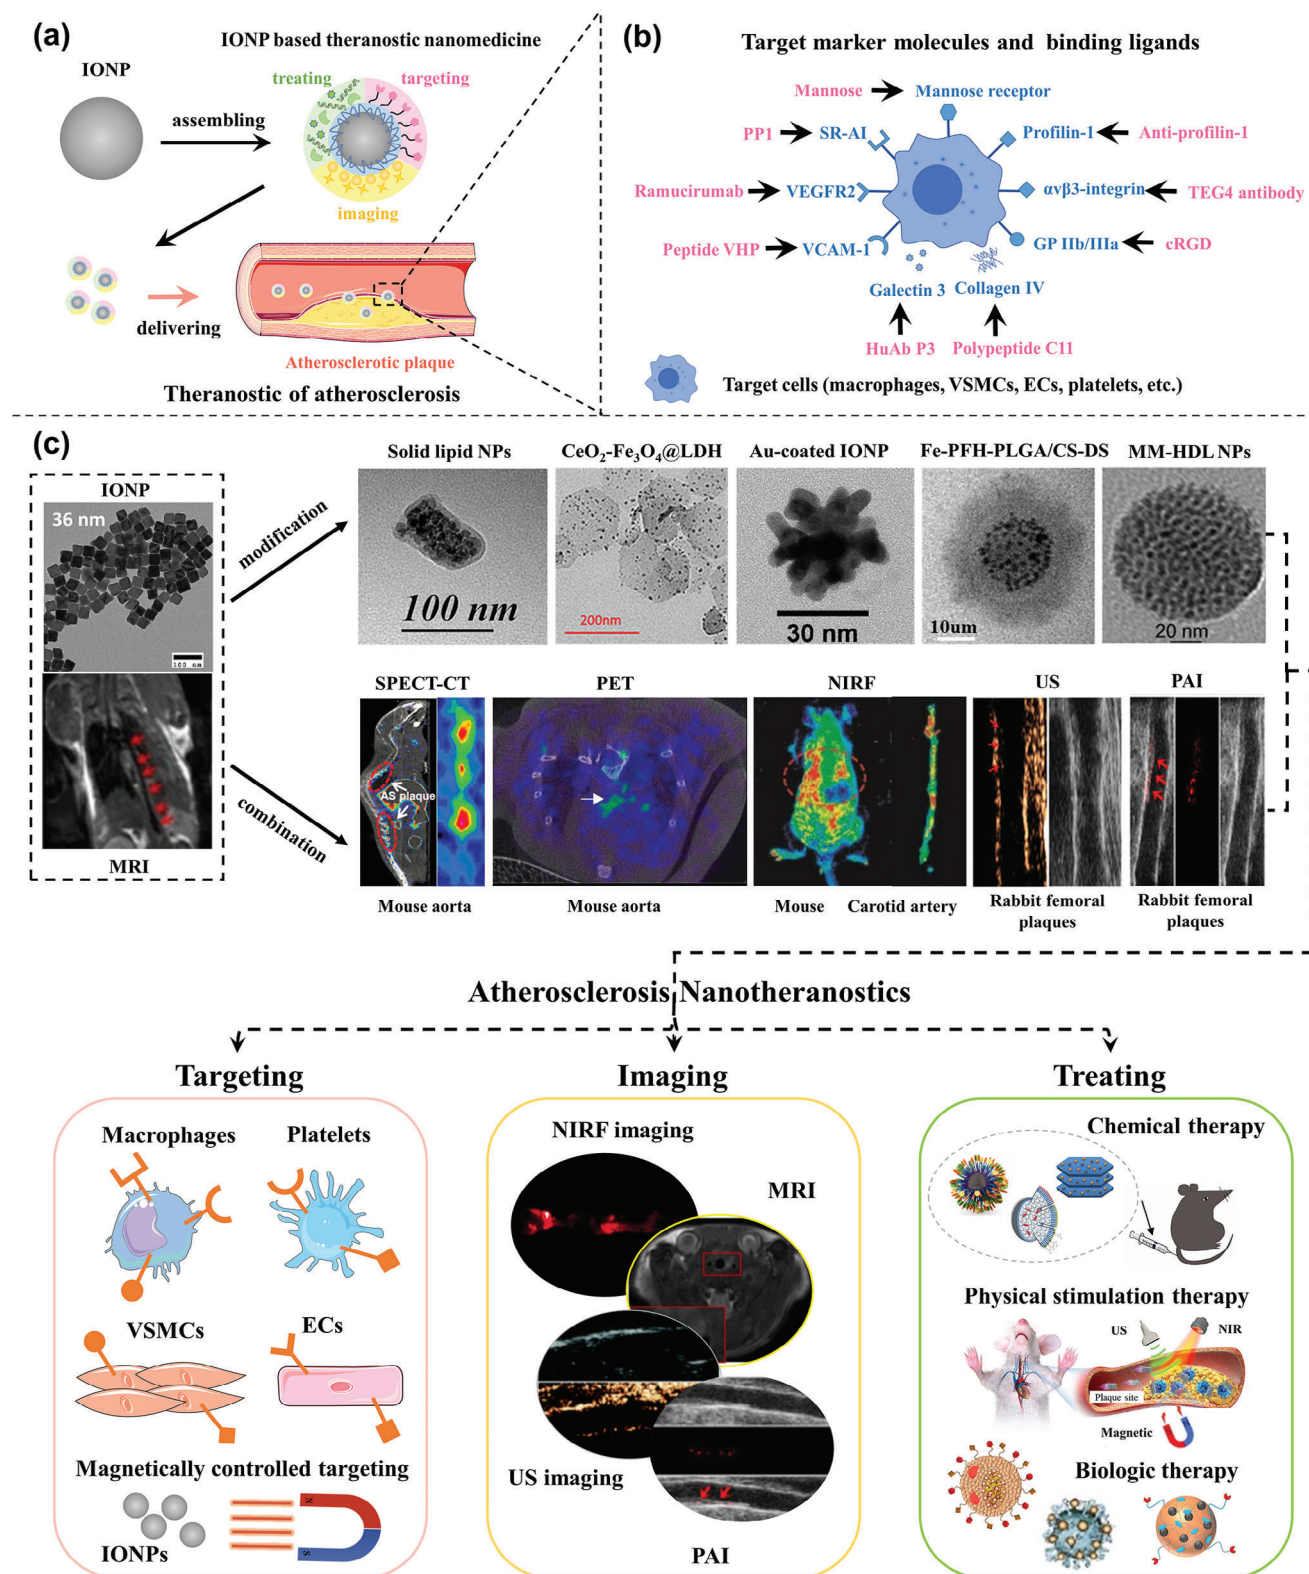 (a)
IONP based theranostic nanomedicine
IONP
treating
targeting
assembling
imaging
delivering
Atherosclerotic plaque
Theranostic of atherosclerosis
(b)
Target marker molecules and binding ligands
Mannose
Mannose receptor
PP1
SR-AI
Profilin-1
Anti-profilin-1
Ramucirumab
VEGFR2
αvβ3-integrin
TEG4 antibody
Peptide VHP
VCAM-1
GP IIb/IIIa
cRGD
Galectin 3
Collagen IV
HuAb P3
Polypeptide C11
Target cells (macrophages, VSMCs, ECs, platelets, etc.)
(c)
IONP
36 nm
100 nm
MRI
modification
combination
Solid lipid NPs
CeO₂-Fe₃O₄@LDH
Au-coated IONP
Fe-PFH-PLGA/CS-DS
MM-HDL NPs
100 nm
200nm
30 nm
10um
20 nm
SPECT-CT
PET
NIRF
US
PAI
AS plaque
Mouse aorta
Mouse aorta
Mouse
Carotid artery
Rabbit femoral
plaques
Rabbit femoral
plaques
Atherosclerosis Nanotheranostics
Targeting
Imaging
Treating
Macrophages
Platelets
VSMCs
ECs
Magnetically controlled targeting
N
S
IONPs
NIRF imaging
MRI
US imaging
PAI
Chemical therapy
Physical stimulation therapy
US
NIR
Plaque site
Magnetic
Biologic therapy